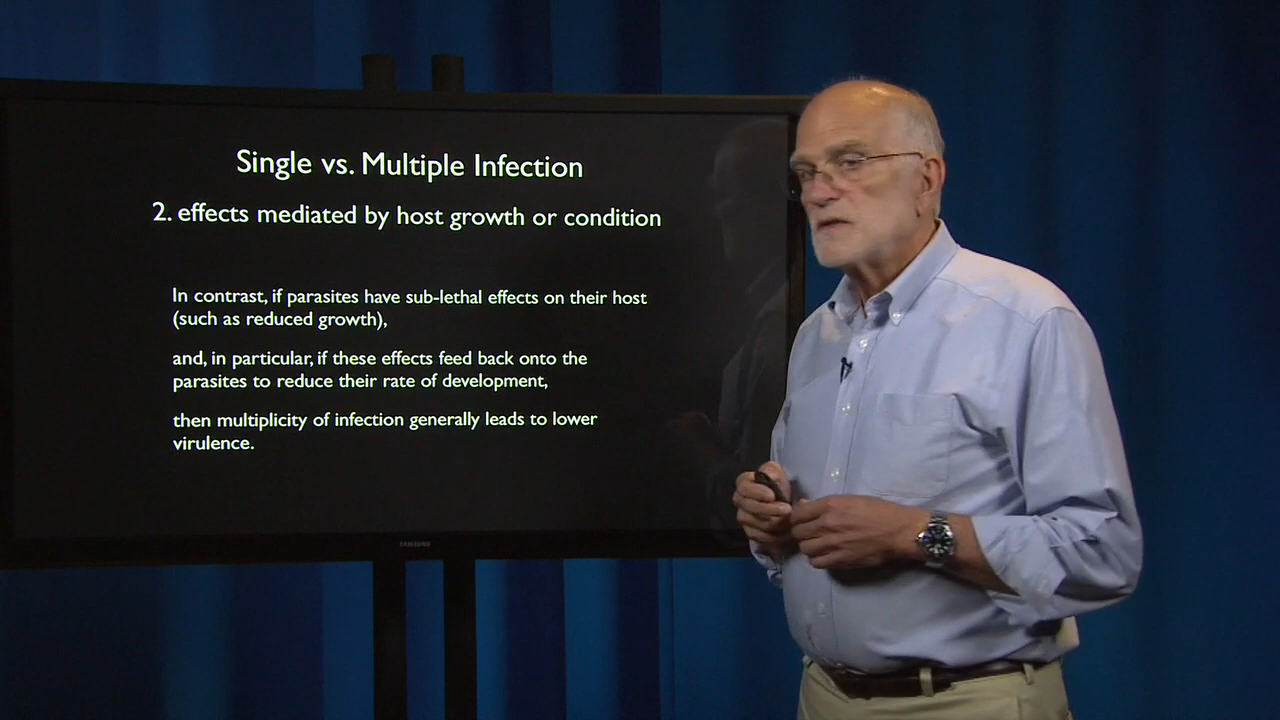 Single vs. Multiple Infection
2. effects mediated by host growth or condition
In contrast, if parasites have sub-lethal effects on their host
(such as reduced growth),
and, in particular, if these effects feed back onto the
parasites to reduce their rate of development,
then multiplicity of infection generally leads to lower
virulence.
SAMSUNG